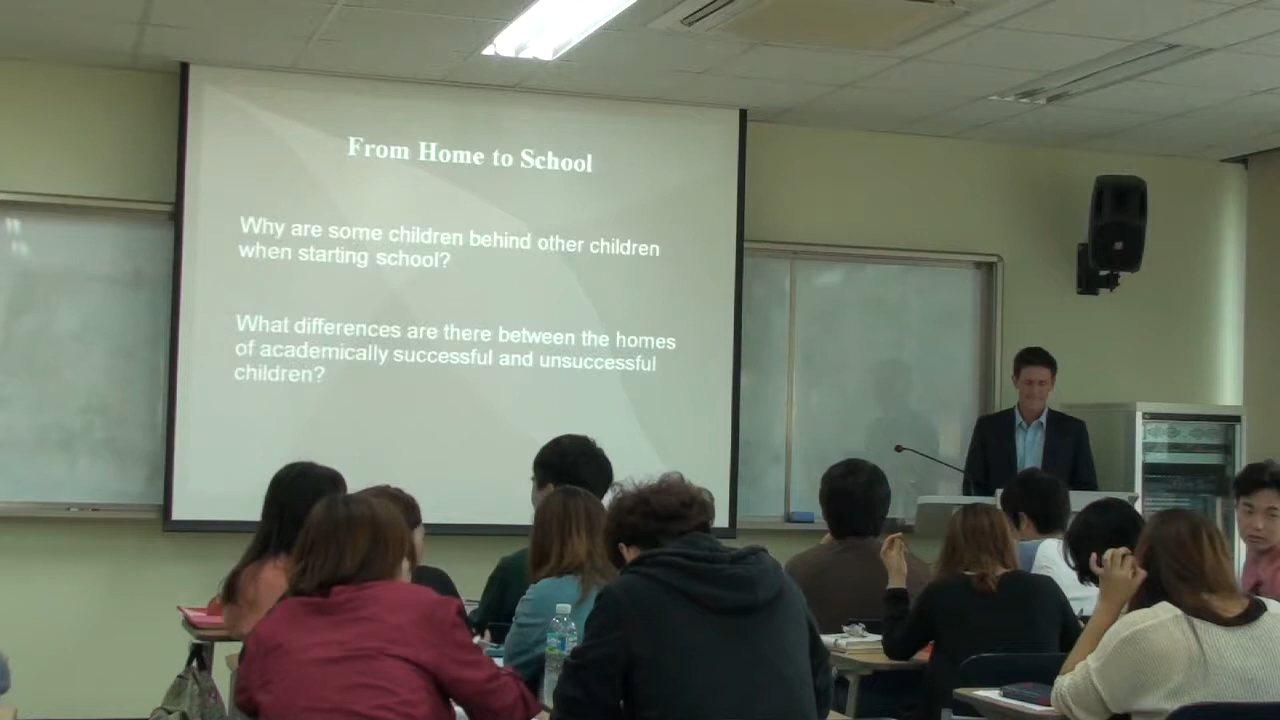 From Home to School
Why are some children behind other children
when starting school?
What differences are there between the homes
of academically successful and unsuccessful
children?